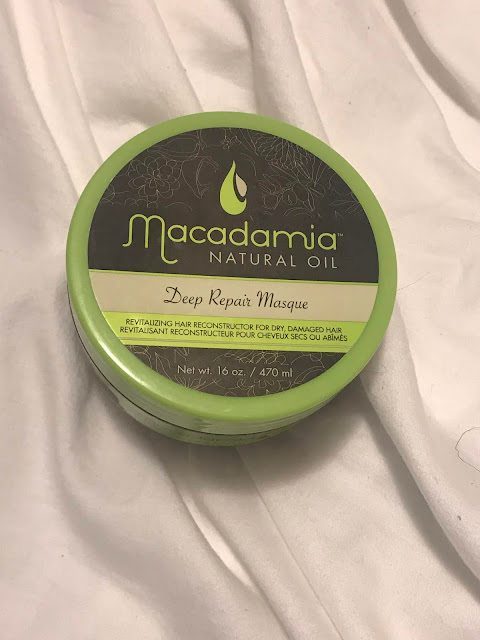 Macadamia™
NATURAL OIL
Deep Repair Masque
REVITALIZING HAIR RECONSTRUCTOR FOR DRY, DAMAGED HAIR
REVITALISANT RECONSTRUCTEUR POUR CHEVEUX SECS OU ABÎMÉS
Net wt. 16 oz. / 470 ml